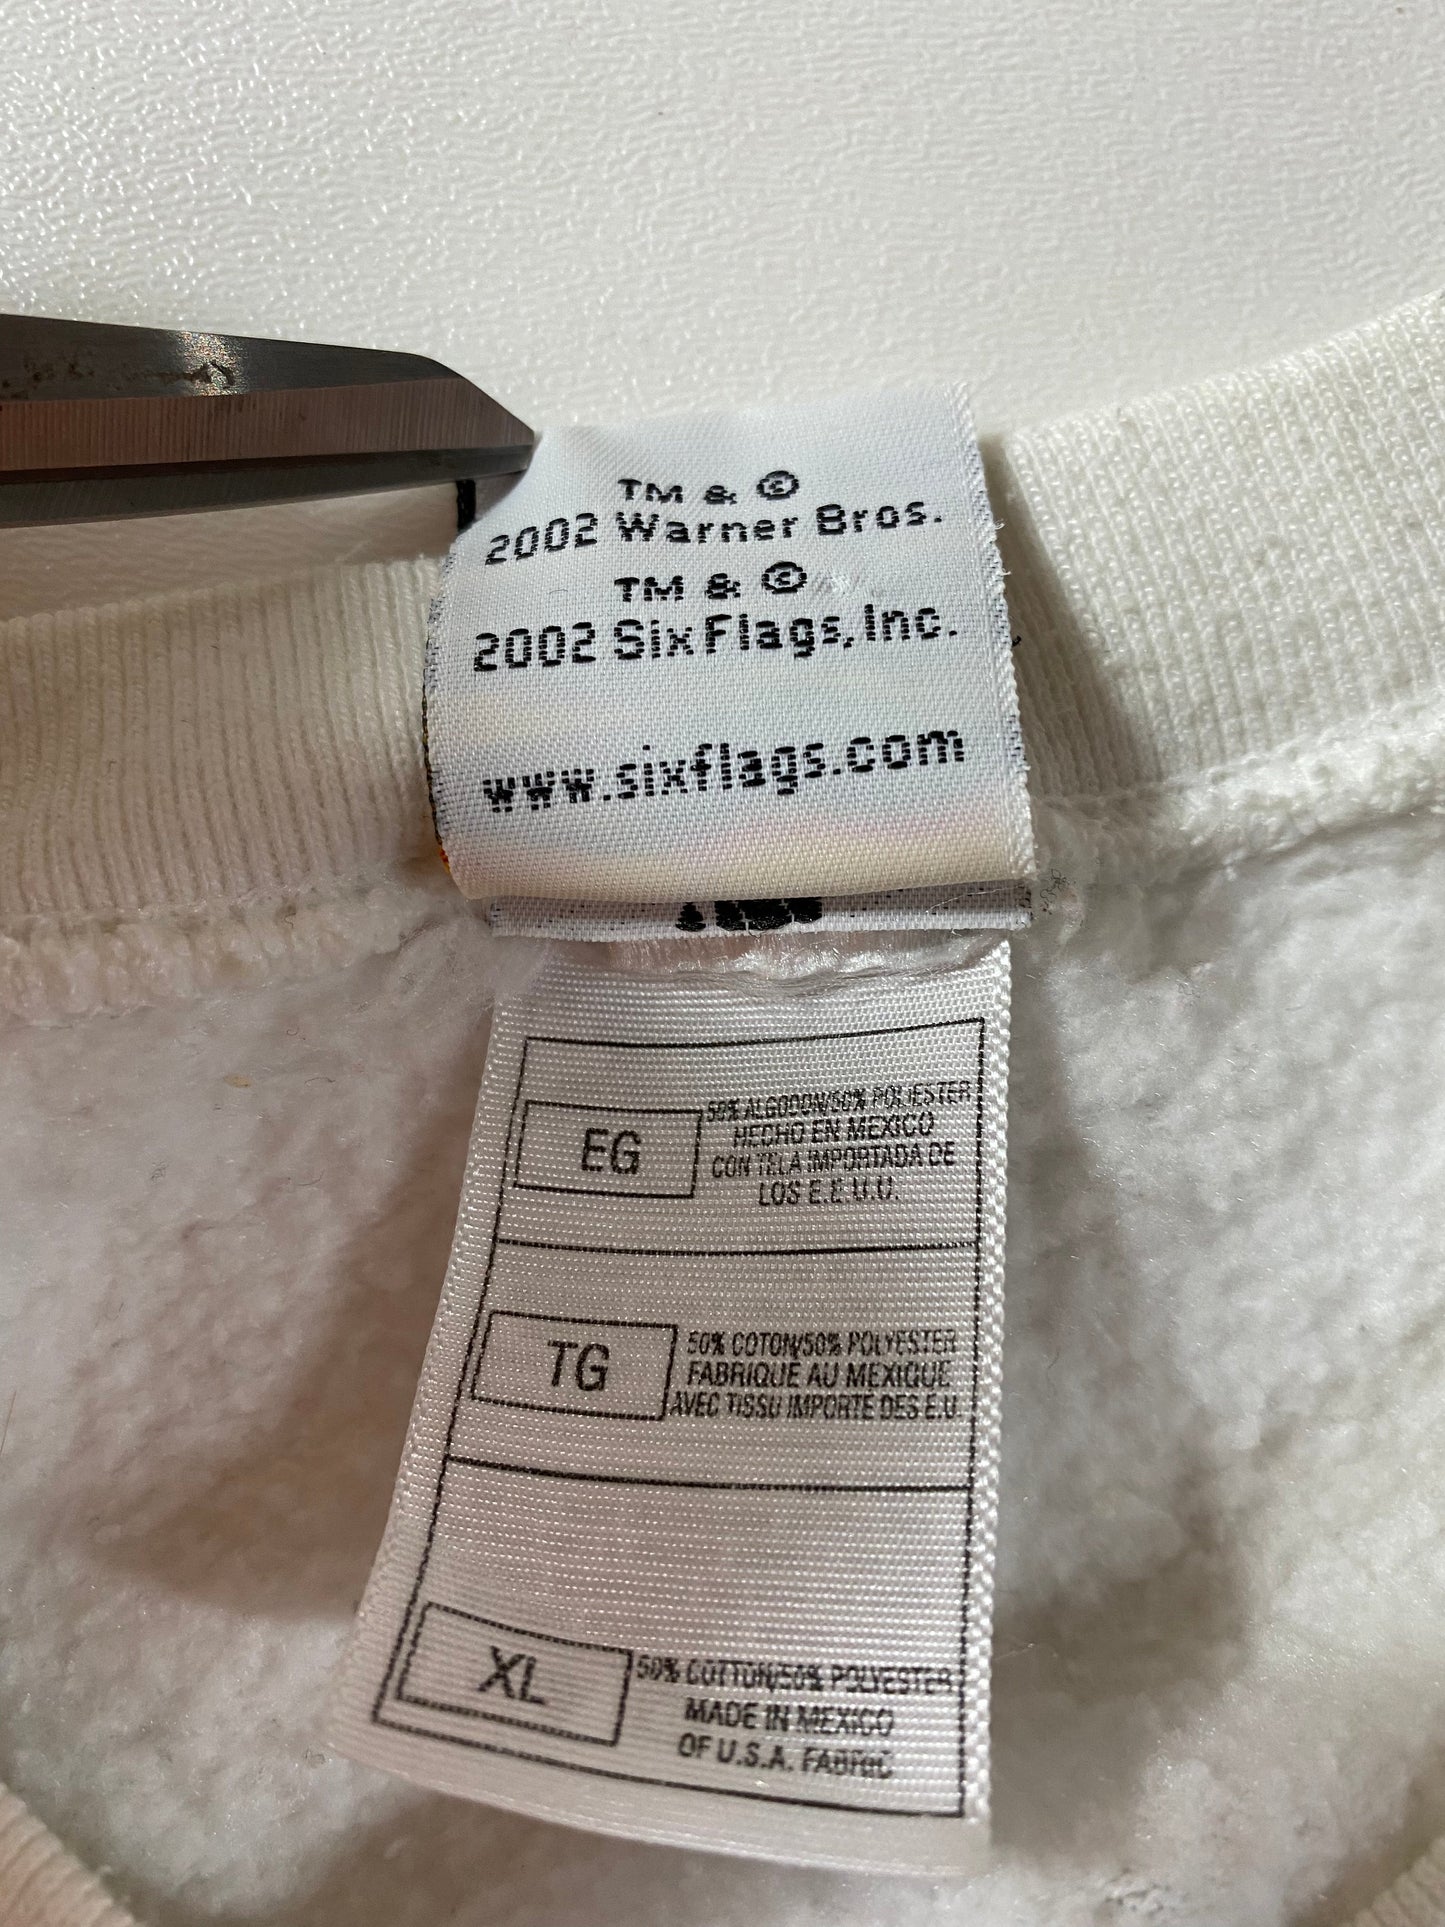 TM & ©
2002 Warner Bros.
TM & ©
2002 Six Flags, Inc.
www.sixflags.com
EG
50% ALGODON/50% POLIESTER
HECHO EN MEXICO
CON TELA IMPORTADA DE
LOS E.E.U.U.
TG
50% COTON/50% POLYESTER
FABRIQUE AU MEXIQUE
AVEC TISSU IMPORTE DES E.U.
XL
50% COTTON/50% POLYESTER
MADE IN MEXICO
OF U.S.A. FABRIC